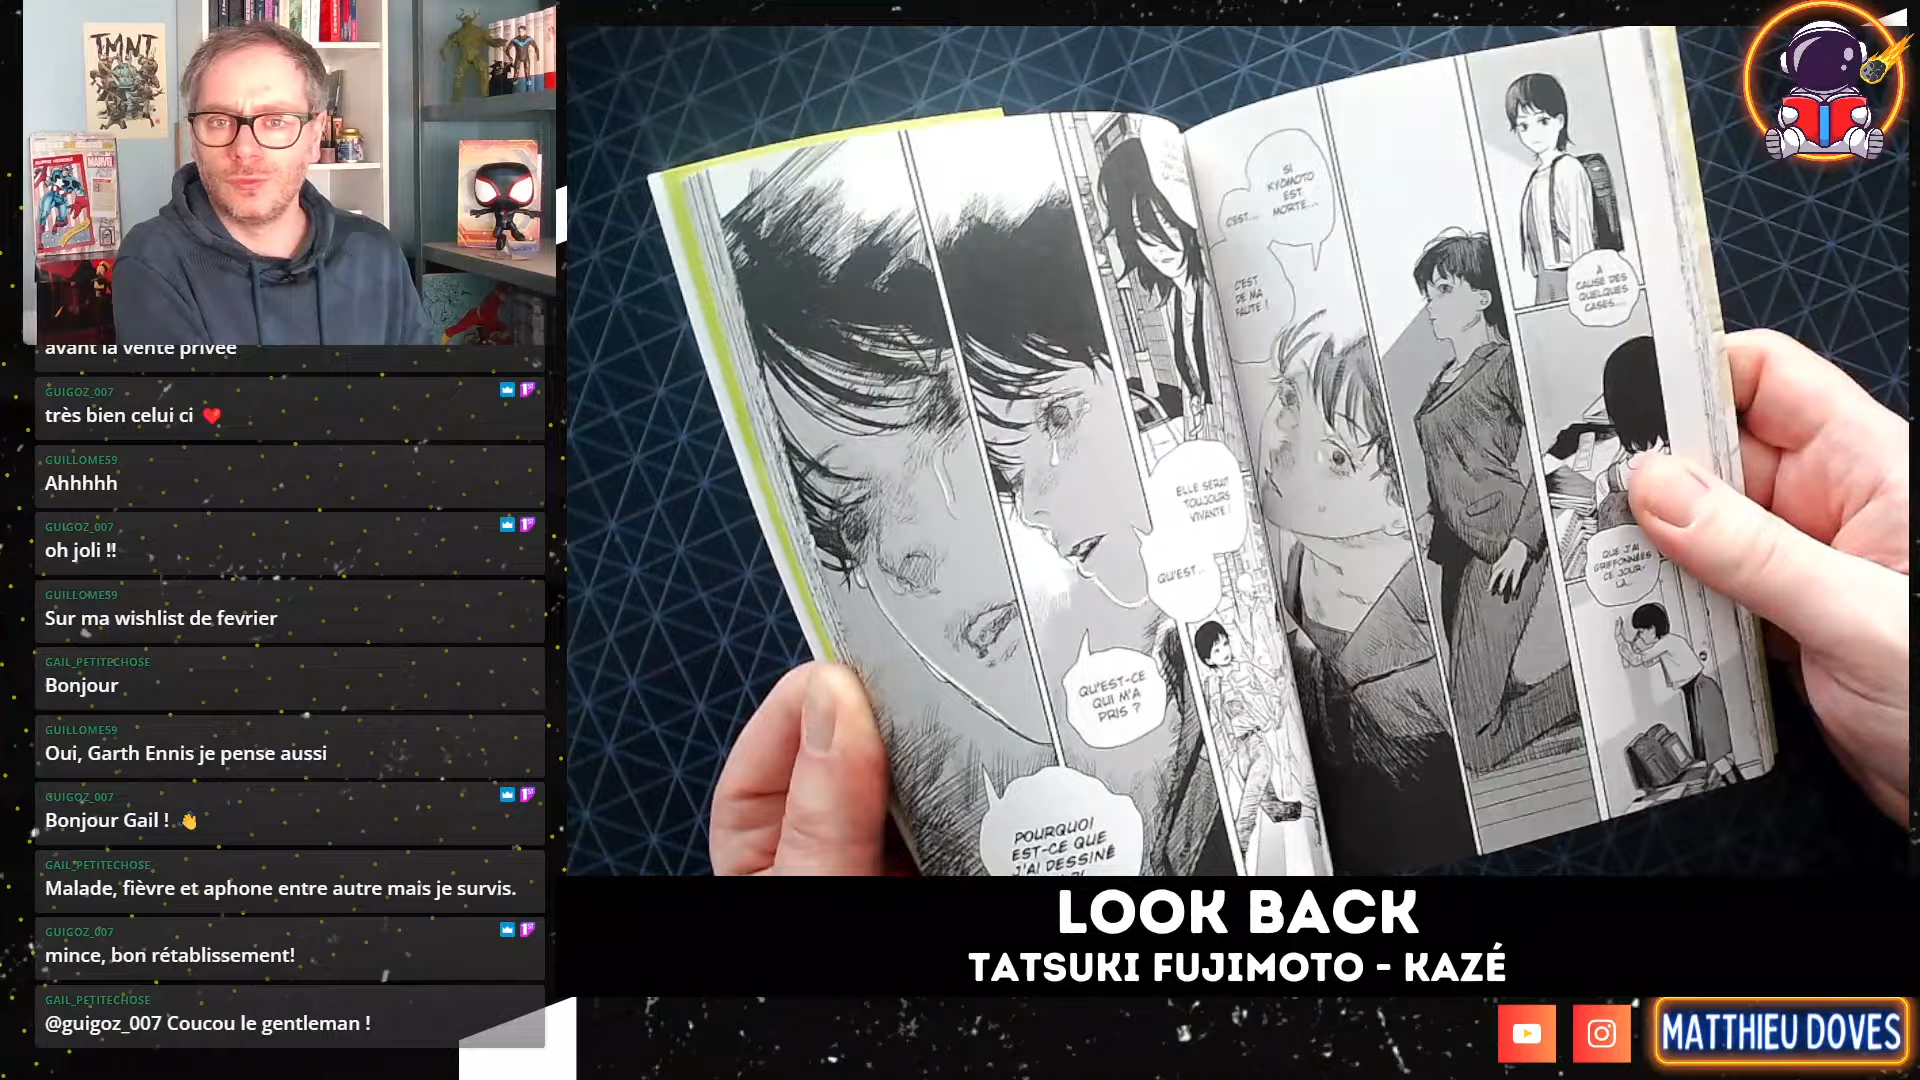 TMNT
MARVEL
avant la vente privée
GUIGOZ_007
très bien celui ci ❤️
GUILLOME59
Ahhhhh
GUIGOZ_007
oh joli !!
GUILLOME59
Sur ma wishlist de fevrier
GAIL_PETITECHOSE
Bonjour
GUILLOME59
Oui, Garth Ennis je pense aussi
GUIGOZ_007
Bonjour Gail ! 👋
GAIL_PETITECHOSE
Malade, fièvre et aphone entre autre mais je survis.
GUIGOZ_007
mince, bon rétablissement!
GAIL_PETITECHOSE
@guigoz_007 Coucou le gentleman !
SI
KYOMOTO
EST
MORTE...
C'EST...
C'EST
DE MA
FAUTE !
À
CAUSE DES
QUELQUES
CASES...
QUE J'AI
GRIFFONNÉES
CE JOUR-
LÀ...
ELLE SERAIT
TOUJOURS
VIVANTE !
QU'EST...
QU'EST-CE
QUI M'A
PRIS ?
POURQUOI
EST-CE QUE
J'AI DESSINÉ
LOOK BACK
TATSUKI FUJIMOTO - KAZÉ
MATTHIEU DOVES